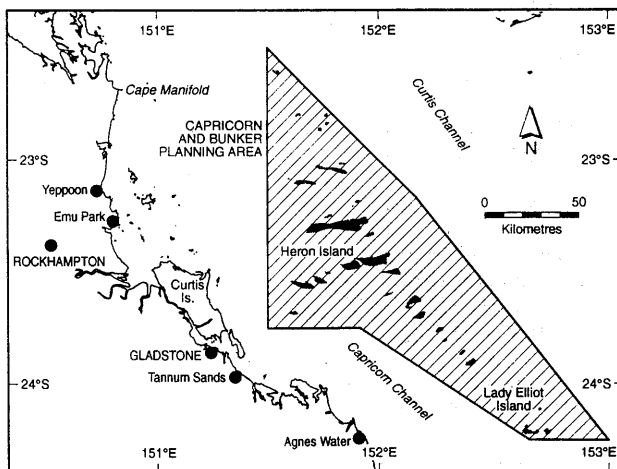 151°E
152°E
153°E
Cape Manifold
CAPRICORN
AND BUNKER
PLANNING AREA
Curtis Channel
N
23°S
23°S
Yeppoon
Emu Park
ROCKHAMPTON
0 50
Kilometres
Heron Island
Curtis
Is.
GLADSTONE
Tannum Sands
Capricorn Channel
24°S
24°S
Lady Elliot
Island
Agnes Water
151°E
152°E
153°E